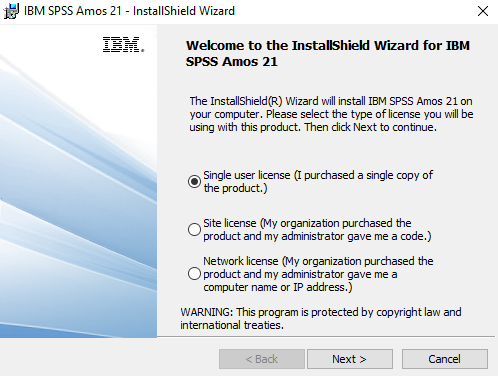 IBM SPSS Amos 21 - InstallShield Wizard
IBM.
Welcome to the InstallShield Wizard for IBM
SPSS Amos 21
The InstallShield(R) Wizard will install IBM SPSS Amos 21 on
your computer. Please select the type of license you will be
using with this product. Then click Next to continue.
Single user license (I purchased a single copy of
the product.)
Site license (My organization purchased the
product and my administrator gave me a code.)
Network license (My organization purchased the
product and my administrator gave me a
computer name or IP address.)
WARNING: This program is protected by copyright law and
international treaties.
< Back
Next >
Cancel